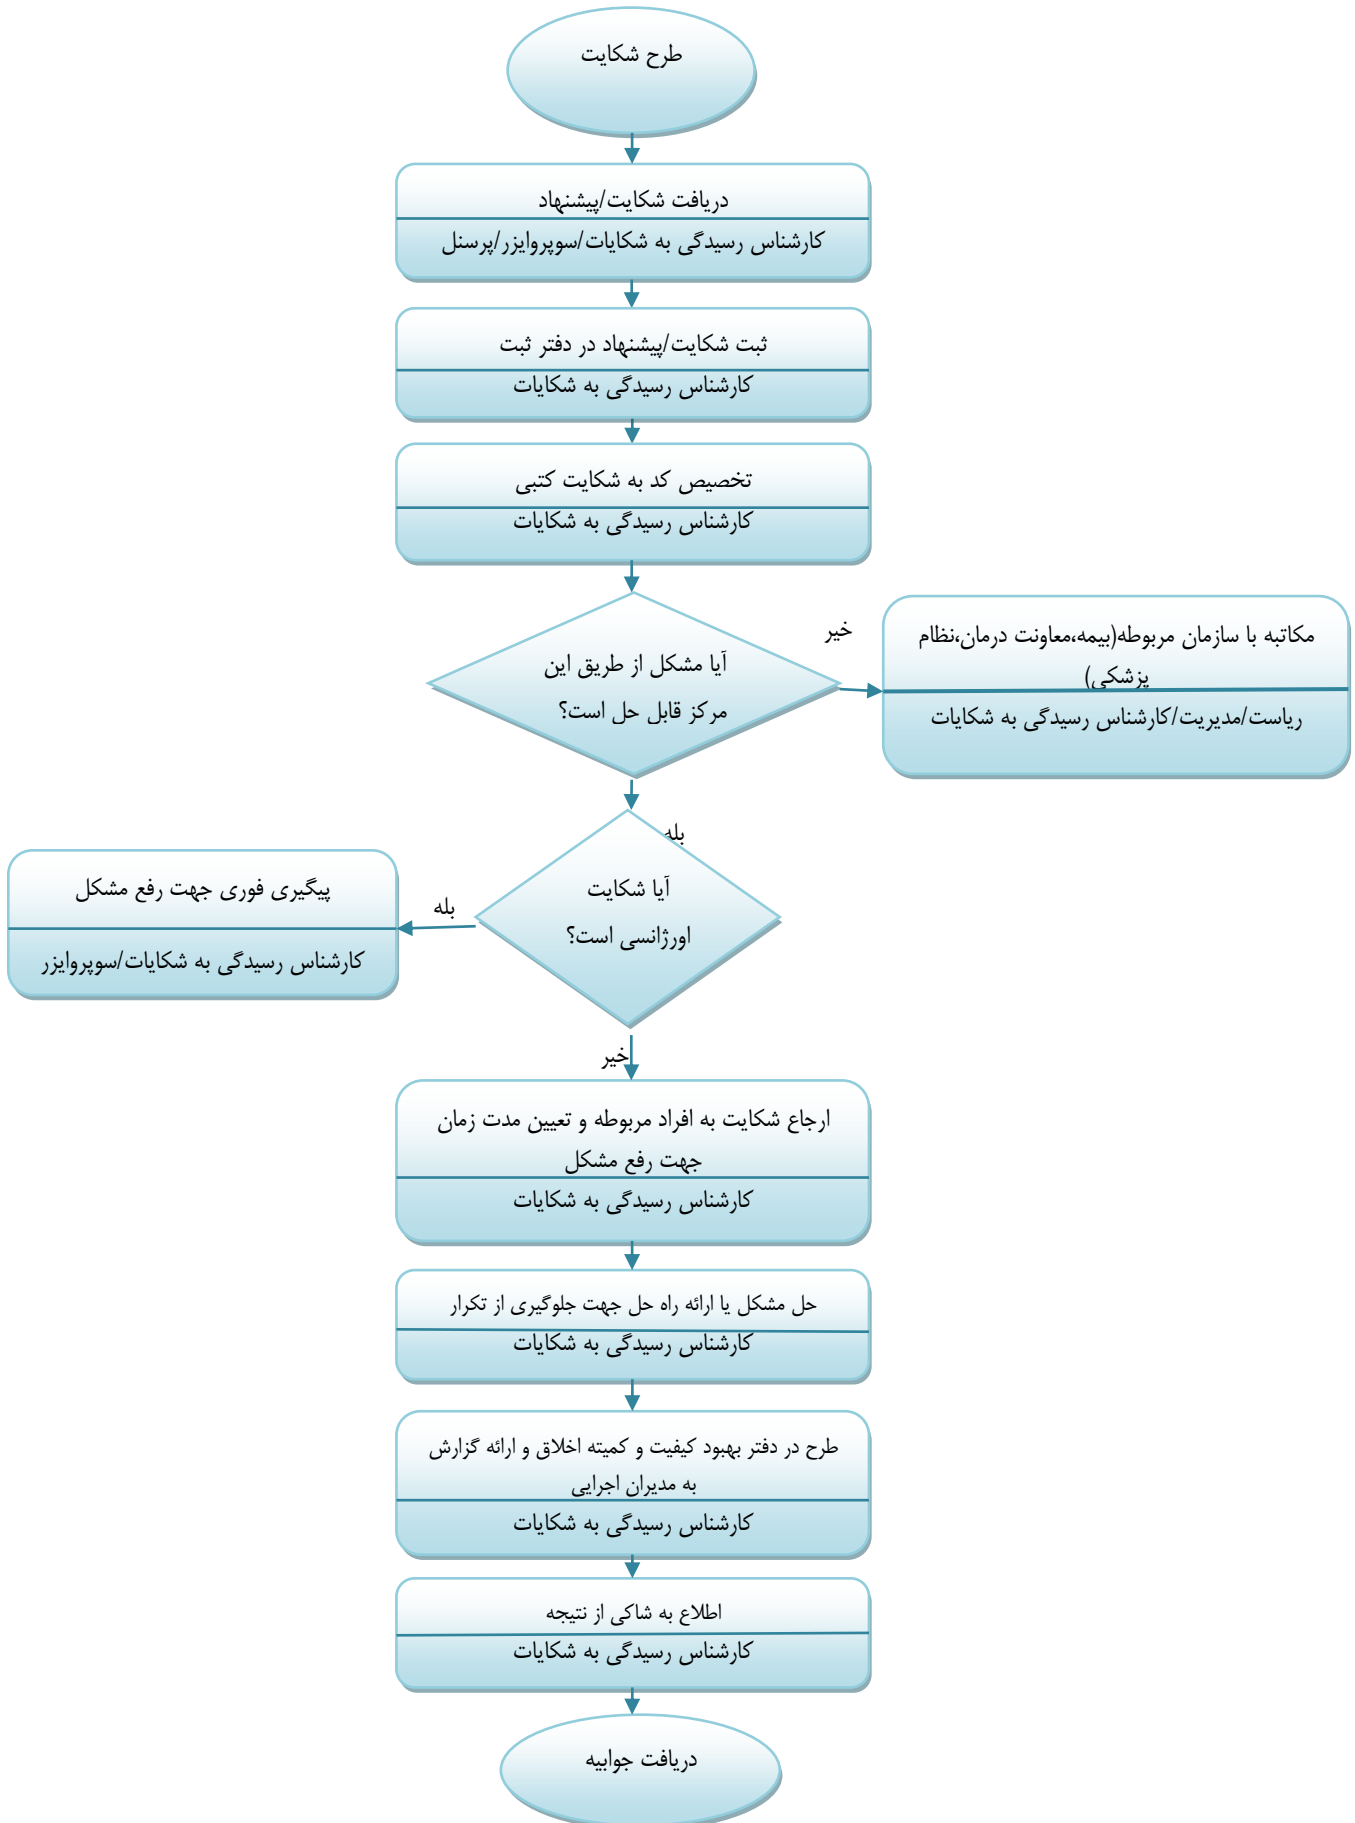 طرح شکایت
دریافت شکایت/پیشنهاد
کارشناس رسیدگی به شکایات/سوپروایزر/پرسنل
ثبت شکایت/پیشنهاد در دفتر ثبت
کارشناس رسیدگی به شکایات
تخصیص کد به شکایت کتبی
کارشناس رسیدگی به شکایات
آیا مشکل از طریق این
مرکز قابل حل است؟
خیر
مکاتبه با سازمان مربوطه(بیمه،معاونت درمان،نظام
پزشکی)
ریاست/مدیریت/کارشناس رسیدگی به شکایات
بله
آیا شکایت
اورژانسی است؟
بله
پیگیری فوری جهت رفع مشکل
کارشناس رسیدگی به شکایات/سوپروایزر
خیر
ارجاع شکایت به افراد مربوطه و تعیین مدت زمان
جهت رفع مشکل
کارشناس رسیدگی به شکایات
حل مشکل یا ارائه راه حل جهت جلوگیری از تکرار
کارشناس رسیدگی به شکایات
طرح در دفتر بهبود کیفیت و کمیته اخلاق و ارائه گزارش
به مدیران اجرایی
کارشناس رسیدگی به شکایات
اطلاع به شاکی از نتیجه
کارشناس رسیدگی به شکایات
دریافت جوابیه